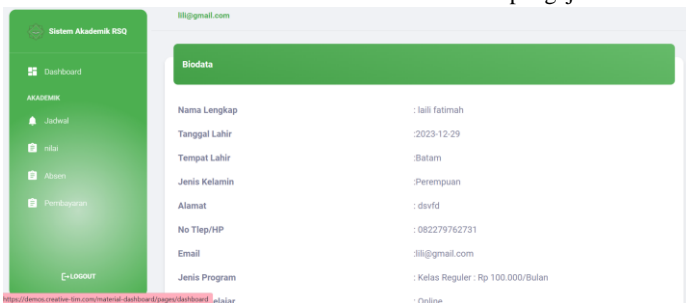 lili@gmail.com
Sistem Akademik RSQ
Biodata
Dashboard
AKADEMIK
Jadwal
nilai
Absen
Pembayaran
LOGOUT
Nama Lengkap : laili fatimah
Tanggal Lahir :2023-12-29
Tempat Lahir :Batam
Jenis Kelamin :Perempuan
Alamat : dsvfd
No Tlep/HP : 082279762731
Email :lili@gmail.com
Jenis Program : Kelas Reguler : Rp 100.000/Bulan
: Online
https://demos.creative-tim.com/material-dashboard/pages/dashboard